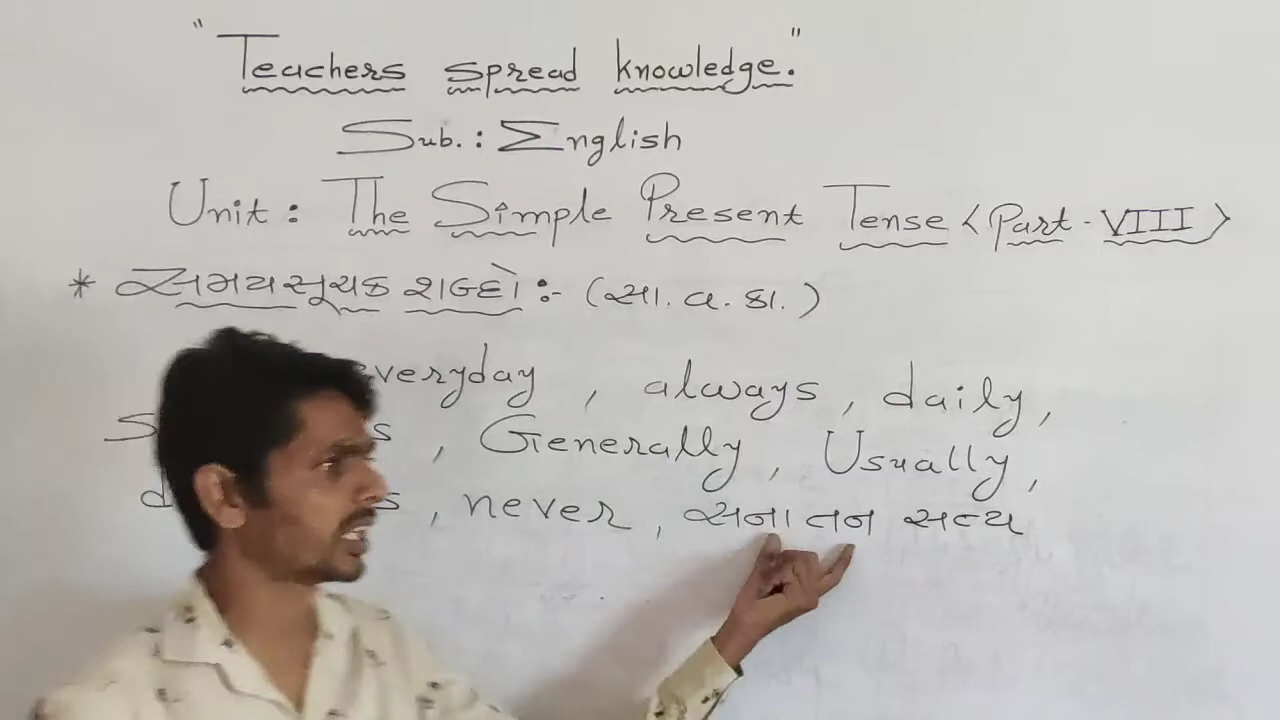 "Teachers spread knowledge."
Sub.: English
Unit: The Simple Present Tense <Part-VIII>
* સમયસૂચક શબ્દો :- (સા. વ. કા.)
everyday, always, daily,
, Generally, Usually,
, never, સનાતન સત્ય